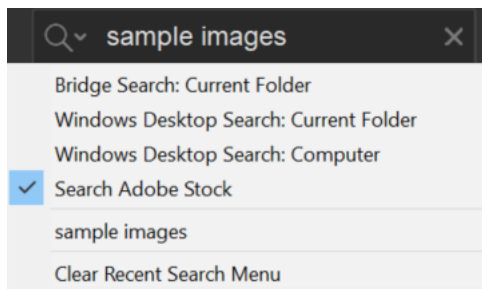 sample images
Bridge Search: Current Folder
Windows Desktop Search: Current Folder
Windows Desktop Search: Computer
Search Adobe Stock
sample images
Clear Recent Search Menu